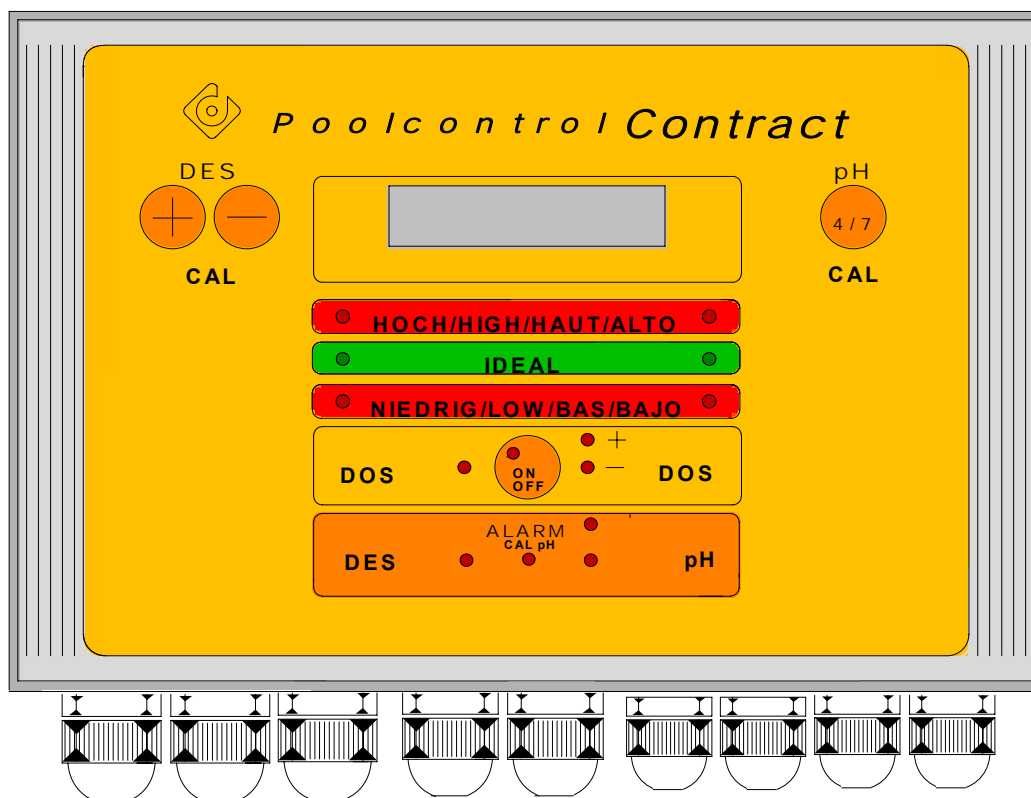 Poolcontrol Contract
DES
+ −
CAL
pH
4/7
CAL
HOCH/HIGH/HAUT/ALTO
IDEAL
NIEDRIG/LOW/BAS/BAJO
DOS
ON
OFF
+
−
DOS
ALARM
CAL pH
DES
pH